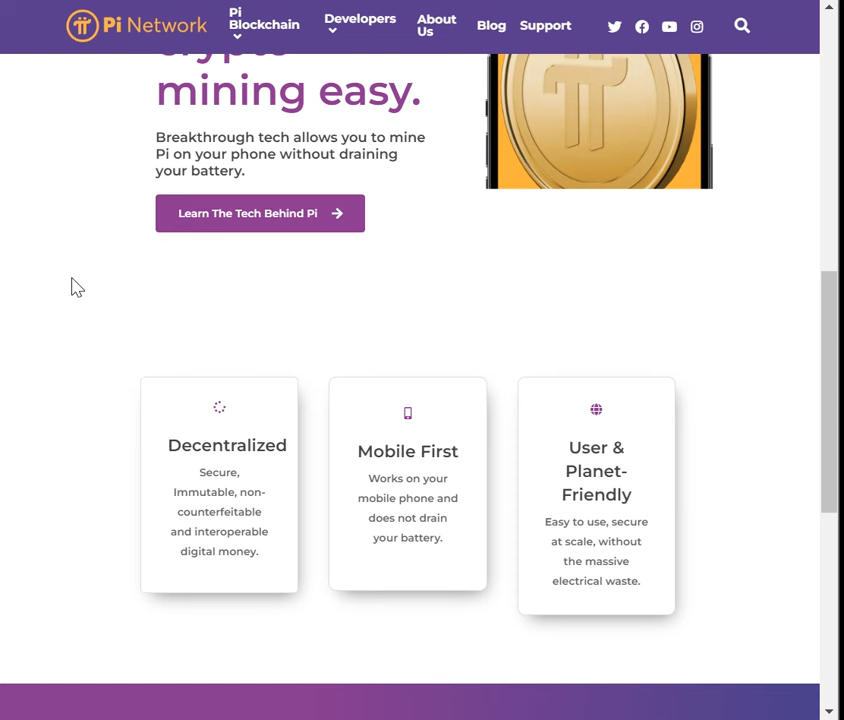 Pi Network
Pi
Blockchain
Developers
About
Us
Blog
Support
crypto
mining easy.
Breakthrough tech allows you to mine
Pi on your phone without draining
your battery.
Learn The Tech Behind Pi
Decentralized
Secure,
Immutable, non-
counterfeitable
and interoperable
digital money.
Mobile First
Works on your
mobile phone and
does not drain
your battery.
User &
Planet-
Friendly
Easy to use, secure
at scale, without
the massive
electrical waste.